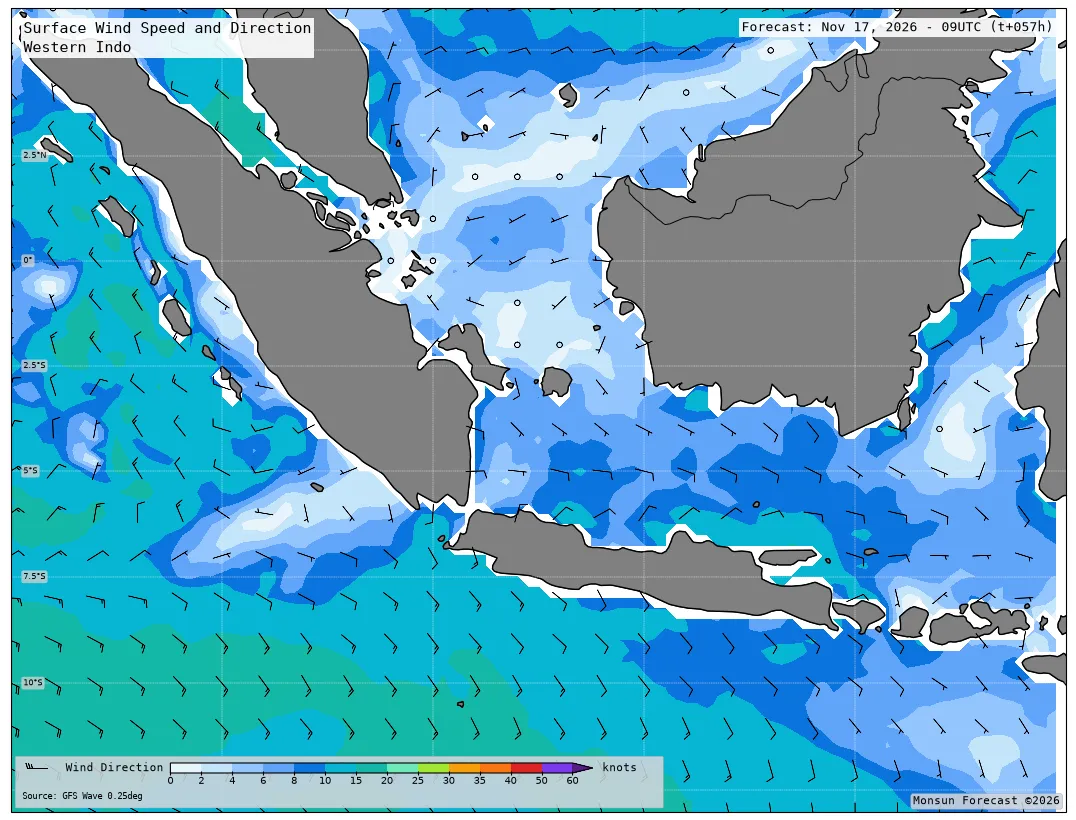 Surface Wind Speed and Direction
Western Indo
Forecast: Nov 17, 2026 - 09UTC (t+057h)
2.5°N
0°
2.5°S
5°S
7.5°S
10°S
Wind Direction
0 2 4 6 8 10 15 20 25 30 35 40 50 60
knots
Source: GFS Wave 0.25deg
Monsun Forecast ©2026